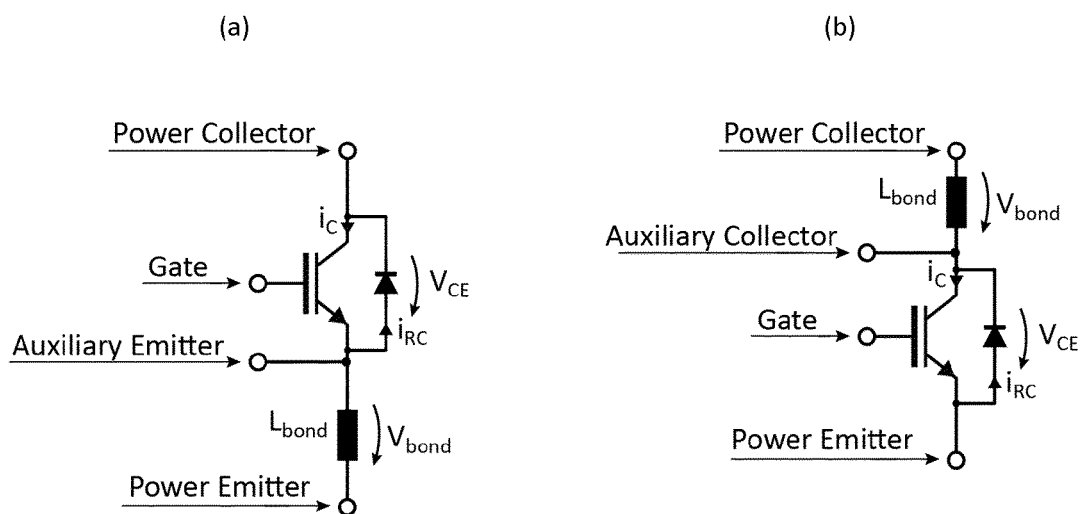 (a)
Power Collector
i_C
Gate
V_CE
i_RC
Auxiliary Emitter
L_bond
V_bond
Power Emitter
(b)
Power Collector
L_bond
V_bond
Auxiliary Collector
i_C
Gate
V_CE
i_RC
Power Emitter